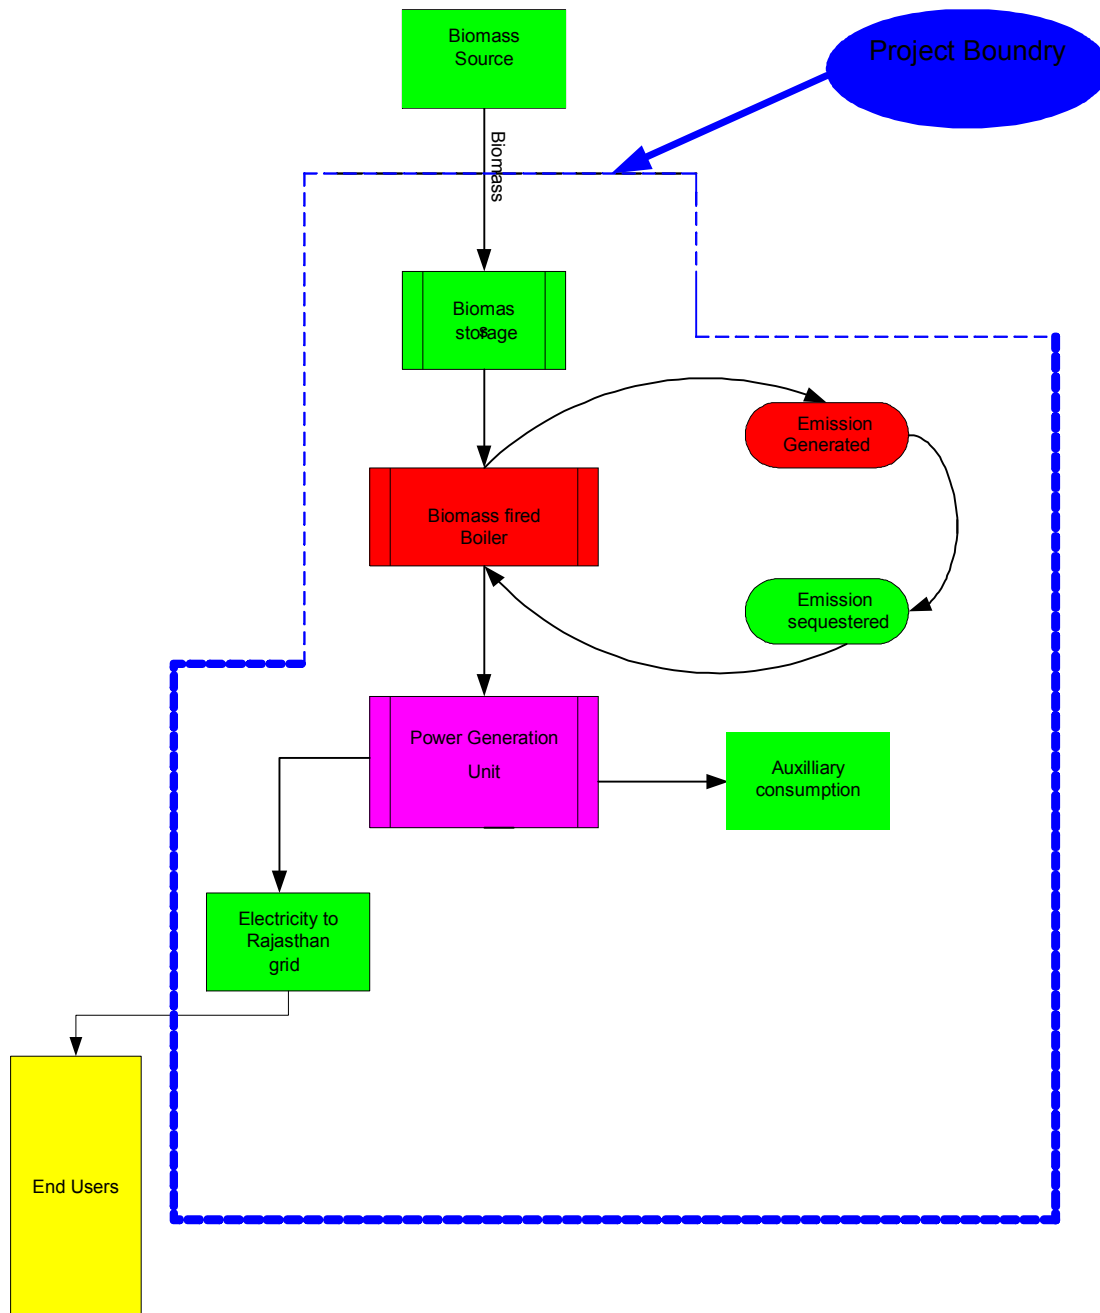 Biomass
Source
Project Boundry
Biomass
Biomas
s
storage
Emission
Generated
Biomass fired
Boiler
Emission
sequestered
Power Generation
Unit
Auxilliary
consumption
Electricity to
Rajasthan
grid
End Users